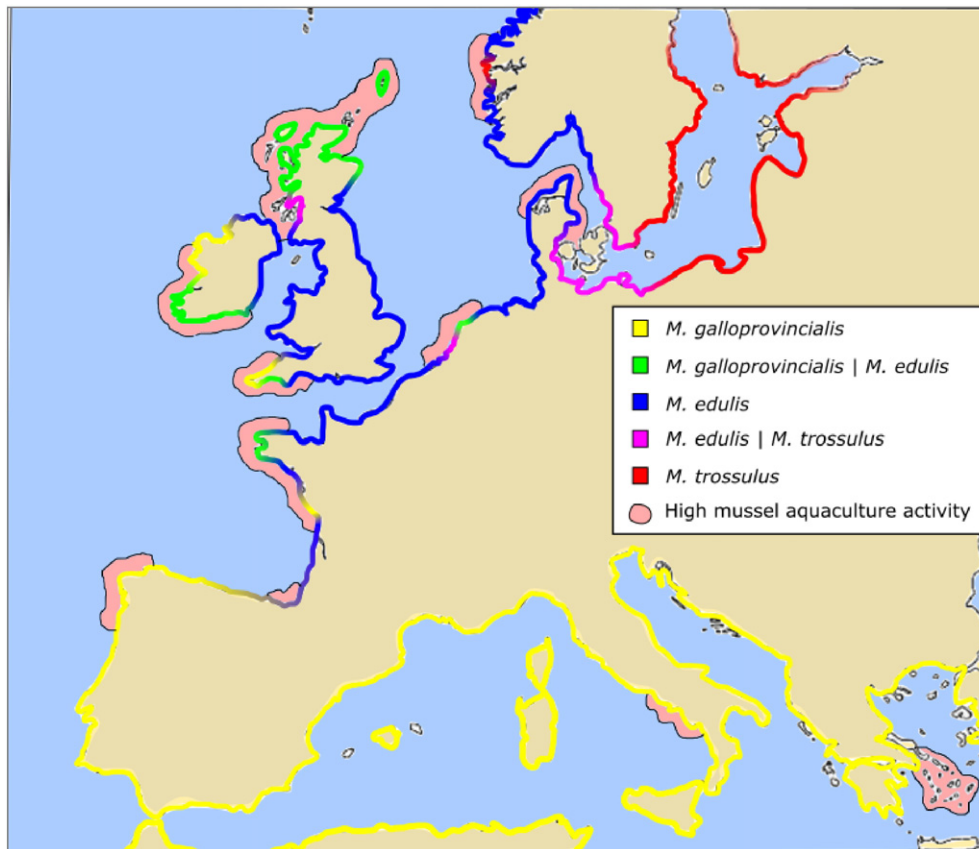 M. galloprovincialis
M. galloprovincialis | M. edulis
M. edulis
M. edulis | M. trossulus
M. trossulus
High mussel aquaculture activity